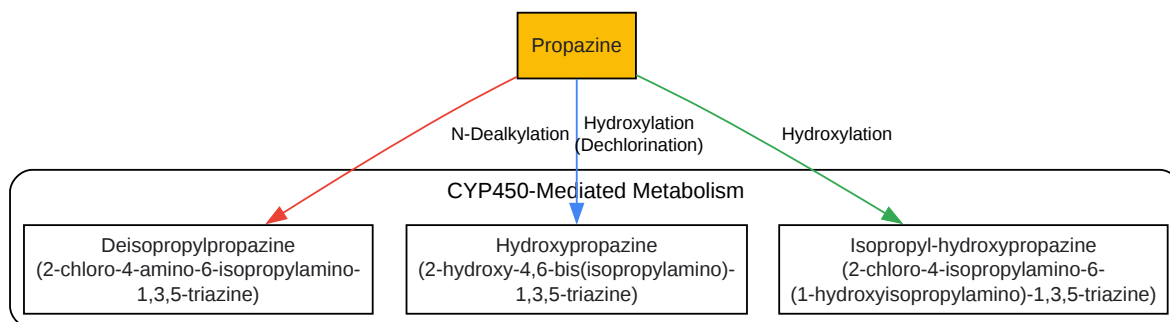 Propazine
N-Dealkylation
Hydroxylation
(Dechlorination)
Hydroxylation
CYP450-Mediated Metabolism
Deisopropylpropazine
(2-chloro-4-amino-6-isopropylamino-
1,3,5-triazine)
Hydroxypropazine
(2-hydroxy-4,6-bis(isopropylamino)-
1,3,5-triazine)
Isopropyl-hydroxypropazine
(2-chloro-4-isopropylamino-6-
(1-hydroxyisopropylamino)-1,3,5-triazine)